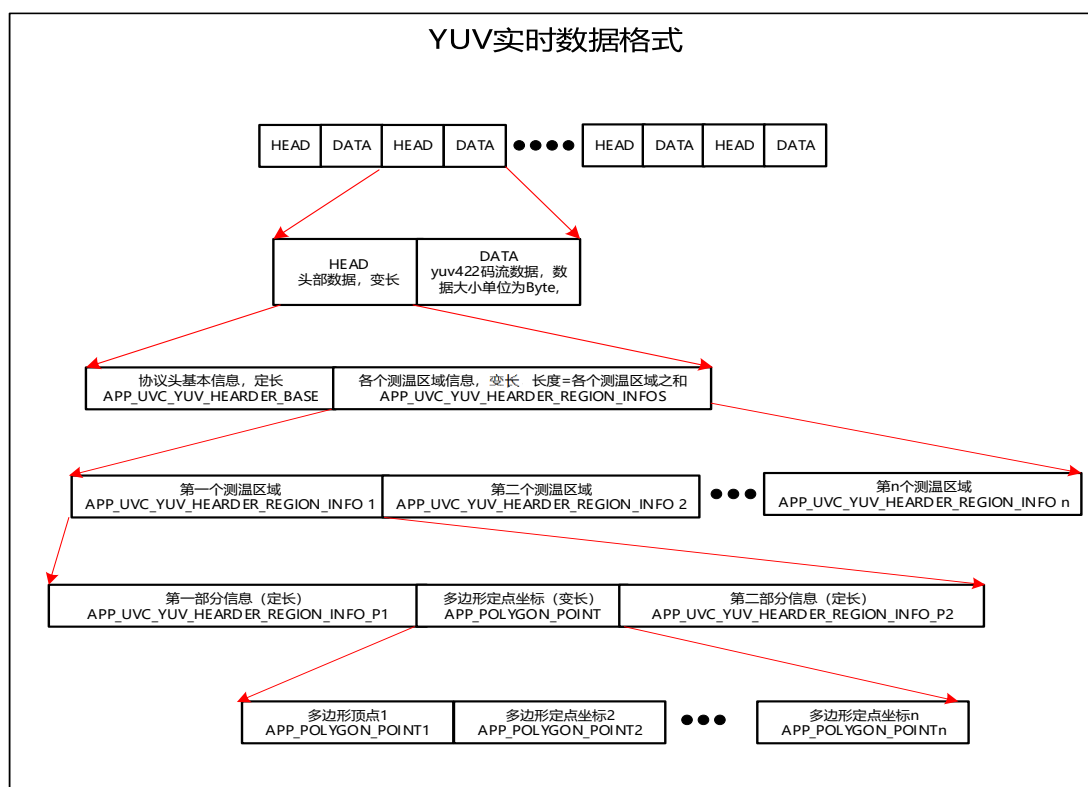 YUV实时数据格式
HEAD DATA HEAD DATA HEAD DATA HEAD DATA
HEAD
头部数据，变长
DATA
yuv422码流数据，数
据大小单位为Byte,
协议头基本信息，定长
APP_UVC_YUV_HEARDER_BASE
各个测温区域信息，变长 长度=各个测温区域之和
APP_UVC_YUV_HEARDER_REGION_INFOS
第一个测温区域
APP_UVC_YUV_HEARDER_REGION_INFO 1
第二个测温区域
APP_UVC_YUV_HEARDER_REGION_INFO 2
第n个测温区域
APP_UVC_YUV_HEARDER_REGION_INFO n
第一部分信息（定长）
APP_UVC_YUV_HEARDER_REGION_INFO_P1
多边形定点坐标（变长）
APP_POLYGON_POINT
第二部分信息（定长）
APP_UVC_YUV_HEARDER_REGION_INFO_P2
多边形顶点1
APP_POLYGON_POINT1
多边形定点坐标2
APP_POLYGON_POINT2
多边形定点坐标n
APP_POLYGON_POINTn